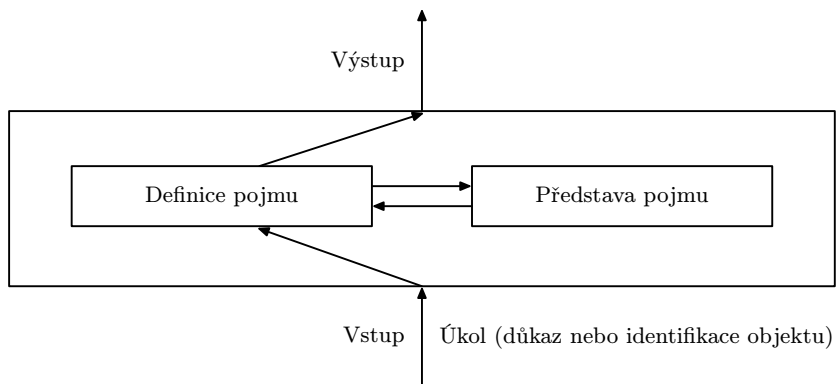 Výstup
Definice pojmu
Představa pojmu
Vstup
Úkol (důkaz nebo identifikace objektu)